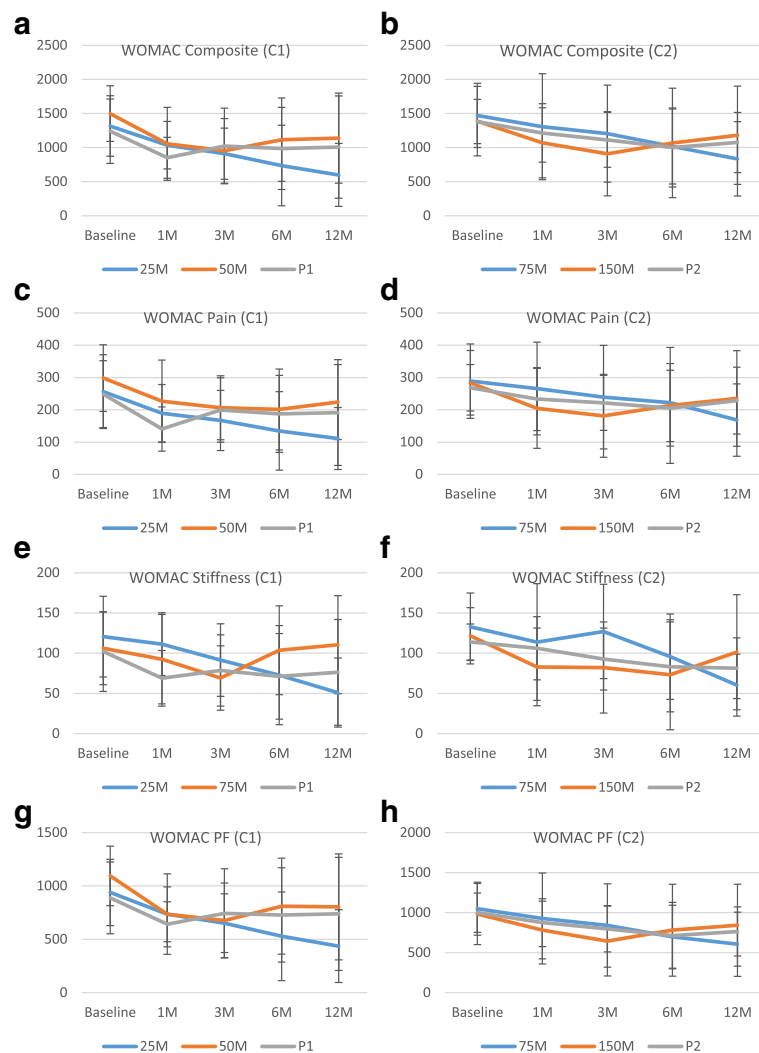 a
b
WOMAC Composite (C1)
2500
2000
1500
1000
500
0
Baseline 1M 3M 6M 12M
25M 50M P1
WOMAC Composite (C2)
2500
2000
1500
1000
500
0
Baseline 1M 3M 6M 12M
75M 150M P2
c
d
WOMAC Pain (C1)
500
400
300
200
100
0
Baseline 1M 3M 6M 12M
25M 50M P1
WOMAC Pain (C2)
500
400
300
200
100
0
Baseline 1M 3M 6M 12M
75M 150M P2
e
f
WOMAC Stiffness (C1)
200
150
100
50
0
Baseline 1M 3M 6M 12M
25M 75M P1
WOMAC Stiffness (C2)
200
150
100
50
0
Baseline 1M 3M 6M 12M
75M 150M P2
g
h
WOMAC PF (C1)
1500
1000
500
0
Baseline 1M 3M 6M 12M
25M 50M P1
WOMAC PF (C2)
2000
1500
1000
500
0
Baseline 1M 3M 6M 12M
75M 150M P2